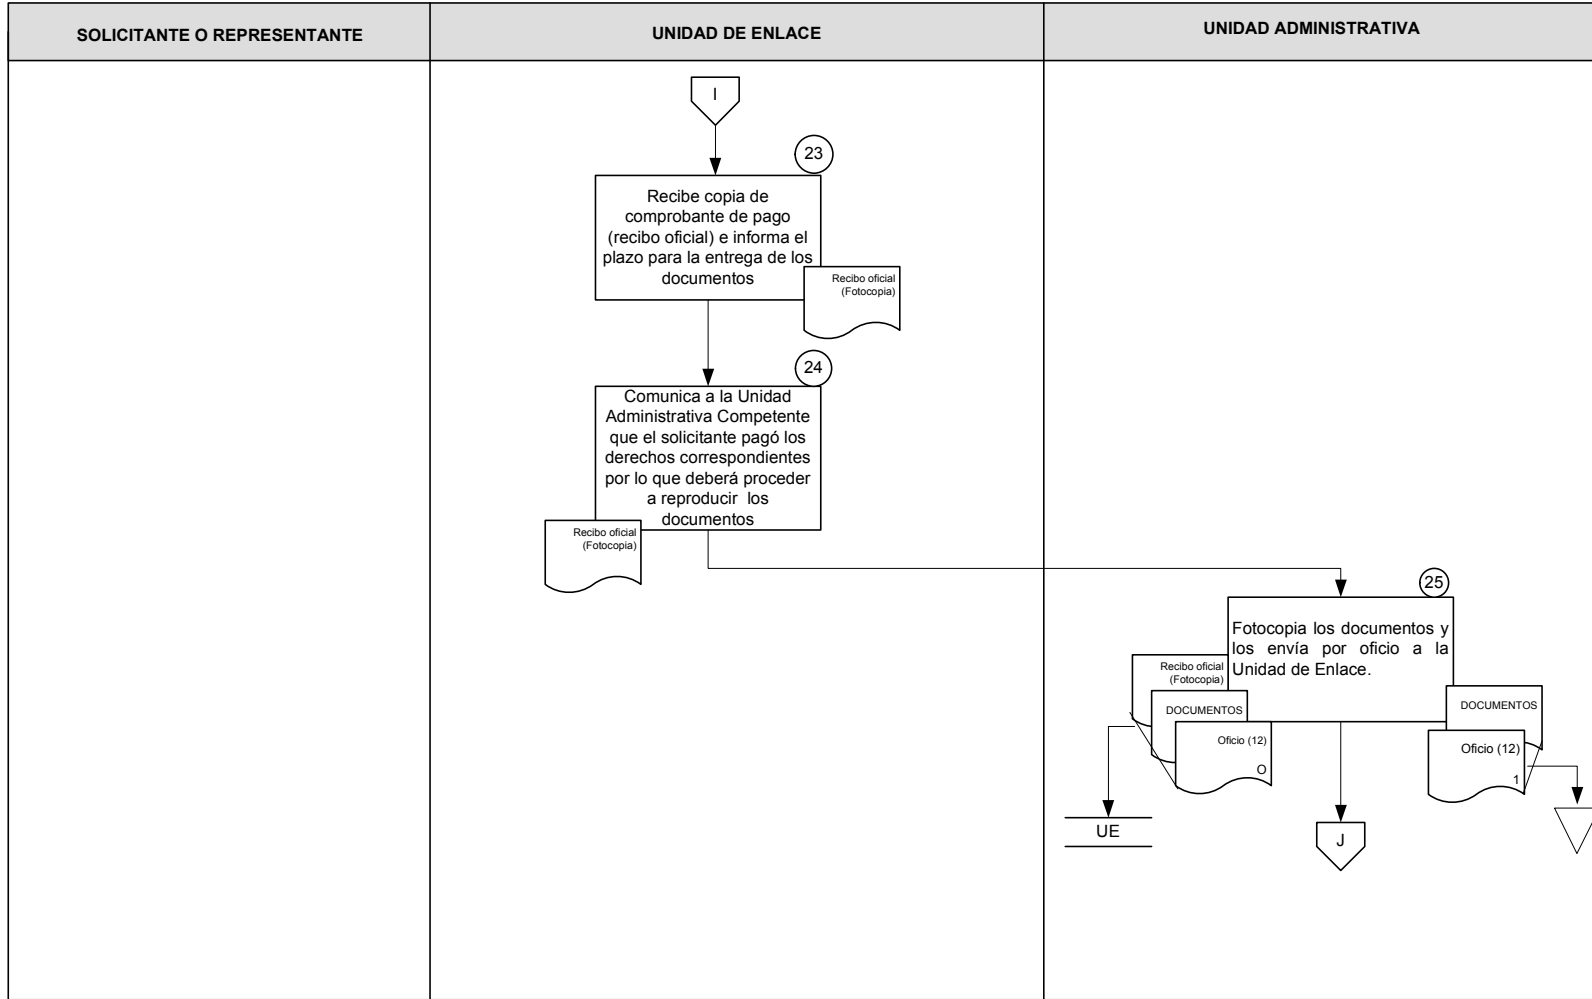 SOLICITANTE O REPRESENTANTE
UNIDAD DE ENLACE
UNIDAD ADMINISTRATIVA
I
23
Recibe copia de
comprobante de pago
(recibo oficial) e informa el
plazo para la entrega de los
documentos
Recibo oficial
(Fotocopia)
24
Comunica a la Unidad
Administrativa Competente
que el solicitante pagó los
derechos correspondientes
por lo que deberá proceder
a reproducir los
documentos
Recibo oficial
(Fotocopia)
25
Fotocopia los documentos y
los envía por oficio a la
Unidad de Enlace.
Recibo oficial
(Fotocopia)
DOCUMENTOS
Oficio (12)
O
DOCUMENTOS
Oficio (12)
1
UE
J